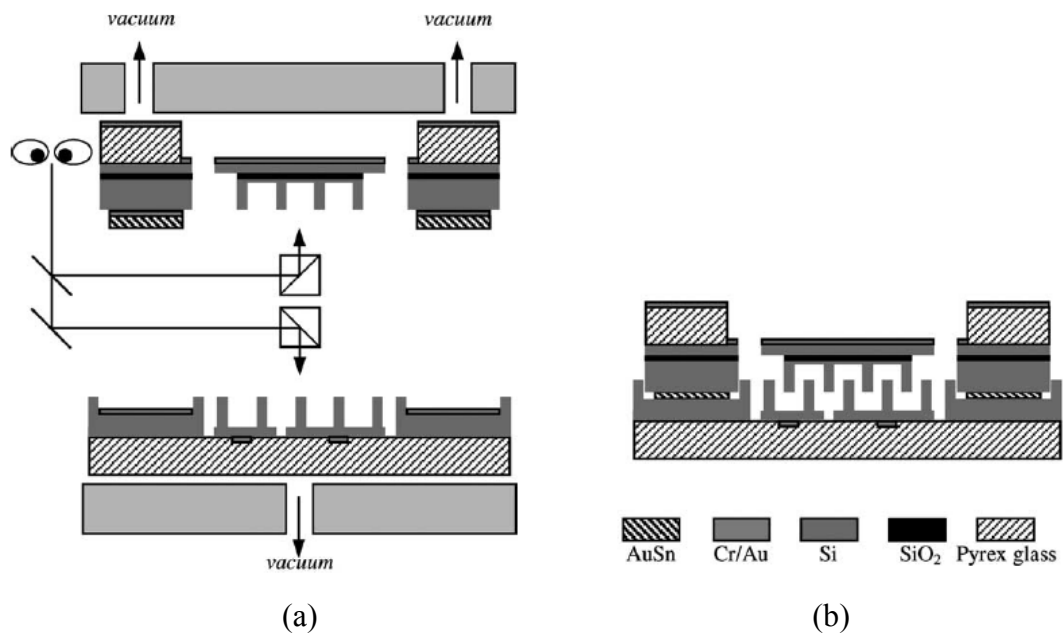 vacuum
vacuum
vacuum
AuSn
Cr/Au
Si
SiO₂
Pyrex glass
(a)
(b)